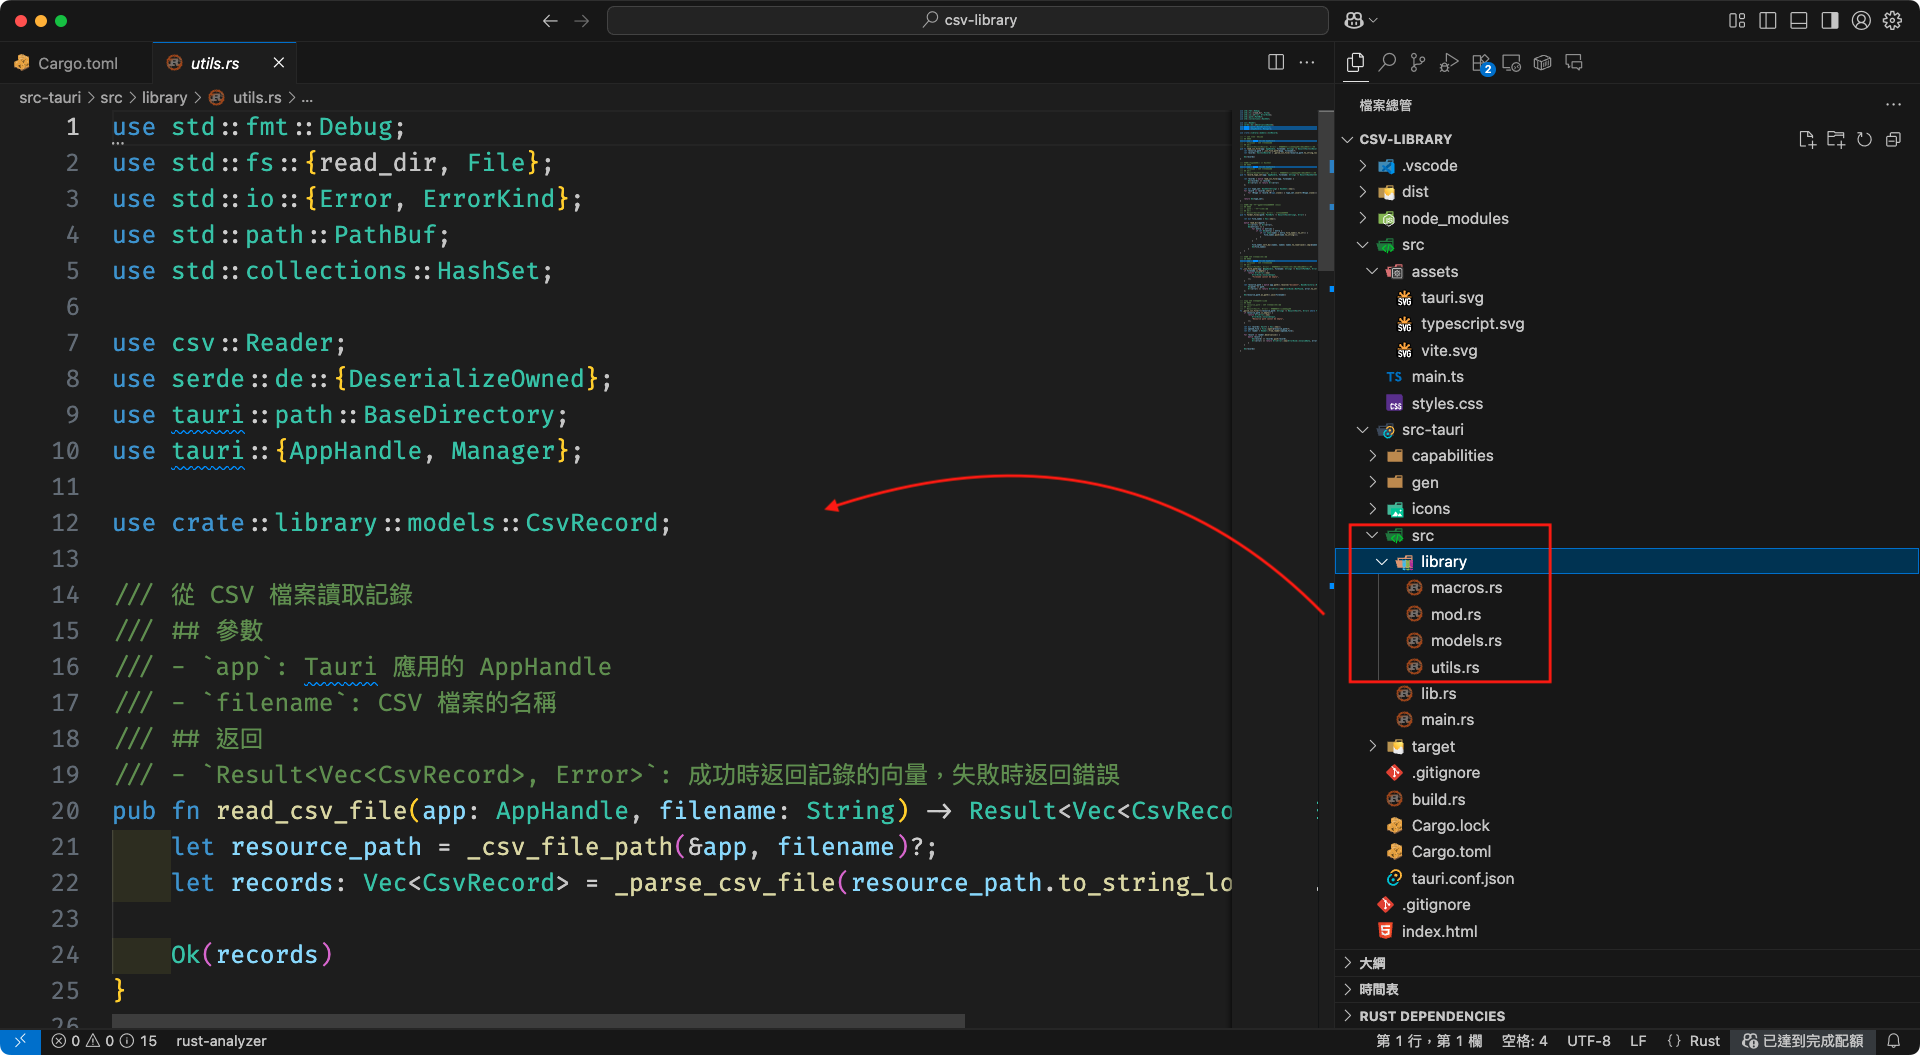 csv-library
Cargo.toml
utils.rs
src-tauri > src > library > utils.rs > ...
1 use std::fmt::Debug;
2 use std::fs::{read_dir, File};
3 use std::io::{Error, ErrorKind};
4 use std::path::PathBuf;
5 use std::collections::HashSet;
6
7 use csv::Reader;
8 use serde::de::{DeserializeOwned};
9 use tauri::path::BaseDirectory;
10 use tauri::{AppHandle, Manager};
11
12 use crate::library::models::CsvRecord;
13
14 /// 從 CSV 檔案讀取記錄
15 /// ## 參數
16 /// - `app`: Tauri 應用的 AppHandle
17 /// - `filename`: CSV 檔案的名稱
18 /// ## 返回
19 /// - `Result<Vec<CsvRecord>, Error>`: 成功時返回記錄的向量，失敗時返回錯誤
20 pub fn read_csv_file(app: AppHandle, filename: String) -> Result<Vec<CsvReco
21 let resource_path = _csv_file_path(&app, filename)?;
22 let records: Vec<CsvRecord> = _parse_csv_file(resource_path.to_string_lo
23
24 Ok(records)
25 }
26
2
檔案總管
CSV-LIBRARY
.vscode
dist
node_modules
src
assets
tauri.svg
typescript.svg
vite.svg
TS main.ts
styles.css
src-tauri
capabilities
gen
icons
src
library
macros.rs
mod.rs
models.rs
utils.rs
lib.rs
main.rs
target
.gitignore
build.rs
Cargo.lock
Cargo.toml
tauri.conf.json
.gitignore
index.html
大綱
時間表
RUST DEPENDENCIES
0 0 15 rust-analyzer
第 1 行，第 1 欄 空格: 4 UTF-8 LF {} Rust 已達到完成配額